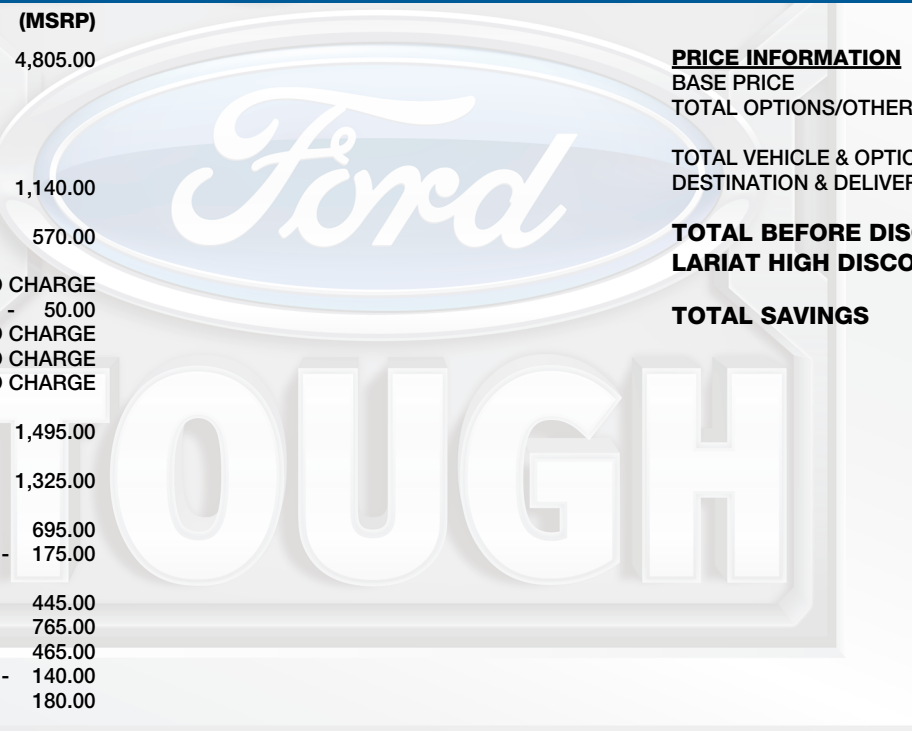 (MSRP)
4,805.00
1,140.00
570.00
CHARGE
- 50.00
CHARGE
CHARGE
CHARGE
1,495.00
1,325.00
695.00
- 175.00
445.00
765.00
465.00
- 140.00
180.00
PRICE INFORMATION
BASE PRICE
TOTAL OPTIONS/OTHER
TOTAL VEHICLE & OPTIO
DESTINATION & DELIVER
TOTAL BEFORE DISC
LARIAT HIGH DISCO
TOTAL SAVINGS
Ford
TOUGH